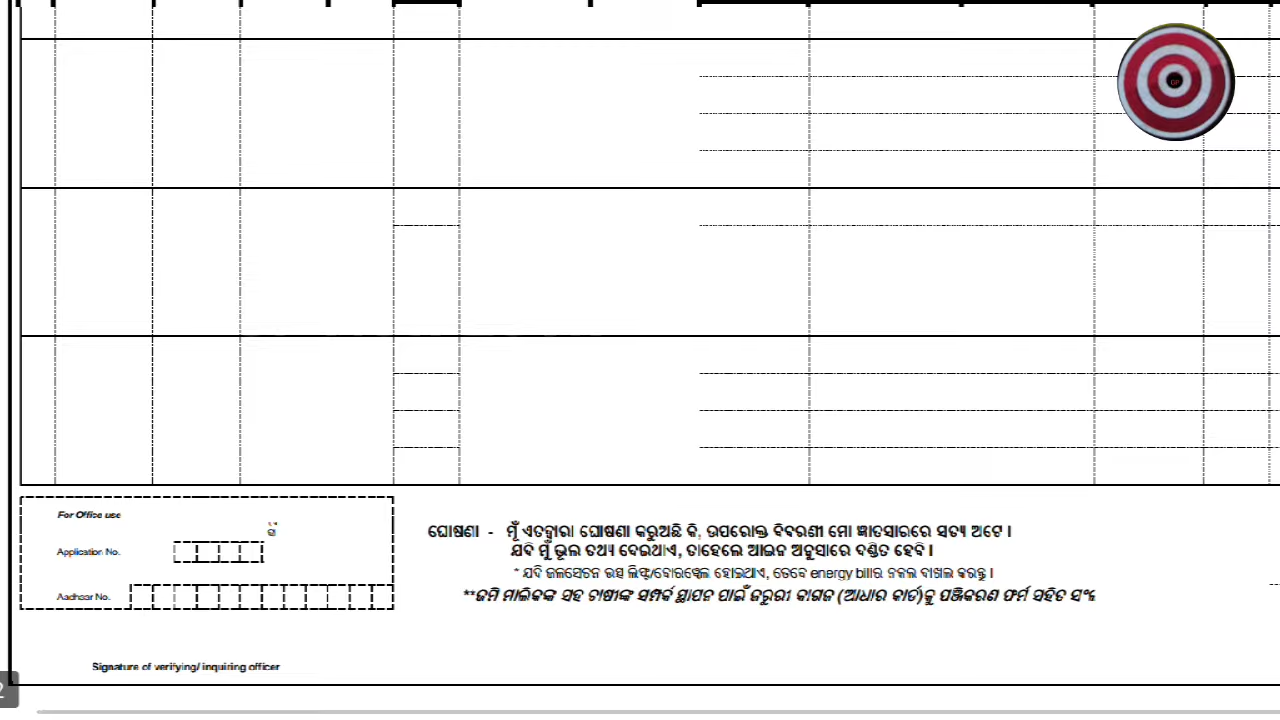 For Office use
Application No.
Aadhaar No.
ଘୋଷଣା - ମୁଁ ଏତଦ୍ଵାରା ଘୋଷଣା କରୁଅଛି କି, ଉପରୋକ୍ତ ବିବରଣୀ ମୋ ଜ୍ଞାତସାରରେ ସତ୍ୟ ଅଟେ ।
ଯଦି ମୁଁ ଭୂଲ ତଥ୍ୟ ଦେଇଥାଏ, ତାହେଲେ ଆଇନ ଅନୁସାରେ ଦଣ୍ଡିତ ହେବି ।
* ଯଦି ଜଳସେଚନ ଉତ୍ସ ଲିଫ୍ଟ/ବୋରୱେଲ ହୋଇଥାଏ, ତେବେ energy billର ନକଲ ଦାଖଲ କରନ୍ତୁ ।
**ଜମି ମାଲିକଙ୍କ ସହ ଚାଷୀଙ୍କ ସମ୍ପର୍କ ସ୍ଥାପନ ପାଇଁ ଜରୁରୀ କାଗଜ (ଆଧାର କାର୍ଡ)କୁ ପଞ୍ଜିକରଣ ଫର୍ମ ସହିତ
Signature of verifying/ inquiring officer
2